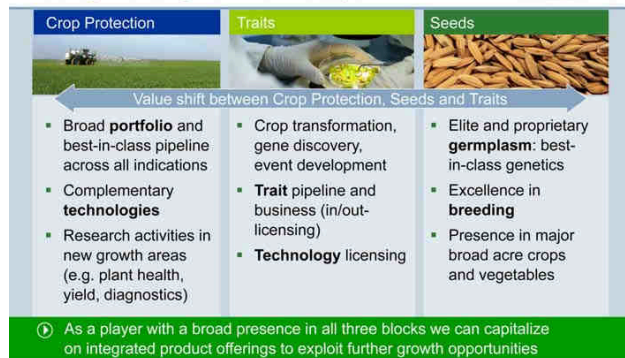 Crop Protection
Traits
Seeds
Value shift between Crop Protection, Seeds and Traits
▪ Broad portfolio and
best-in-class pipeline
across all indications
▪ Complementary
technologies
▪ Research activities in
new growth areas
(e.g. plant health,
yield, diagnostics)
▪ Crop transformation,
gene discovery,
event development
▪ Trait pipeline and
business (in/out-
licensing)
▪ Technology licensing
▪ Elite and proprietary
germplasm: best-
in-class genetics
▪ Excellence in
breeding
▪ Presence in major
broad acre crops
and vegetables
As a player with a broad presence in all three blocks we can capitalize
on integrated product offerings to exploit further growth opportunities